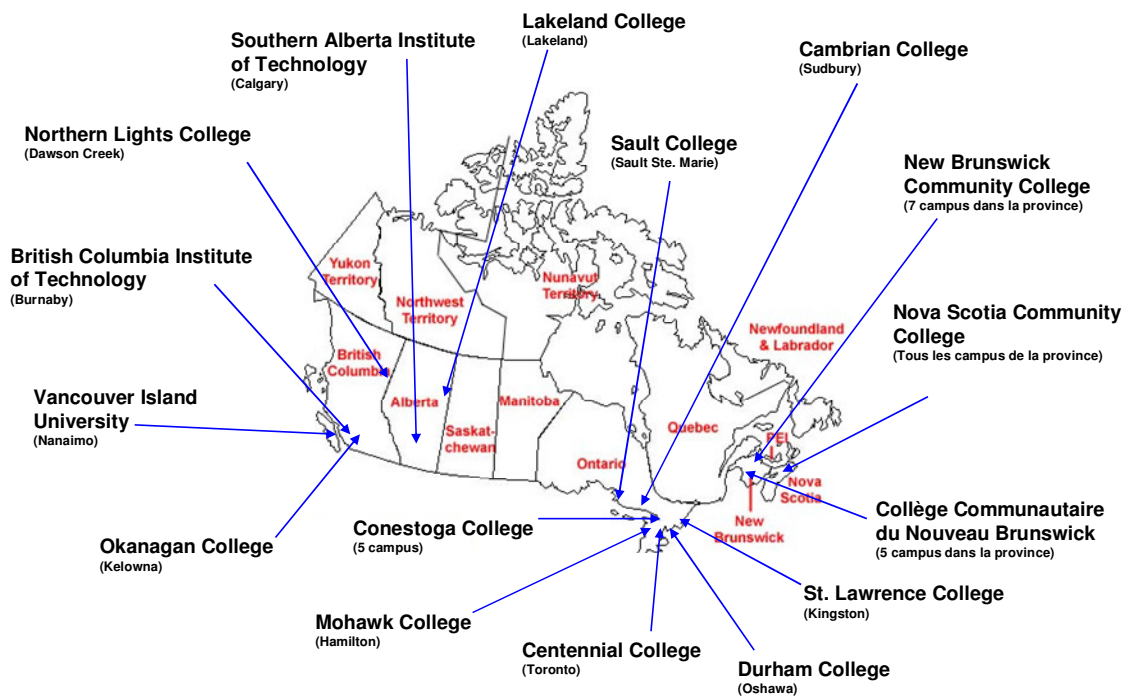 Lakeland College
(Lakeland)
Southern Alberta Institute
of Technology
(Calgary)
Cambrian College
(Sudbury)
Northern Lights College
(Dawson Creek)
Sault College
(Sault Ste. Marie)
New Brunswick
Community College
(7 campus dans la province)
British Columbia Institute
of Technology
(Burnaby)
Nova Scotia Community
College
(Tous les campus de la province)
Vancouver Island
University
(Nanaimo)
Yukon
Territory
Northwest
Territory
Nunavut
Territory
Newfoundland
& Labrador
British
Columbia
Alberta
Saskat-
chewan
Manitoba
Ontario
Quebec
PEI
Nova
Scotia
New
Brunswick
Okanagan College
(Kelowna)
Conestoga College
(5 campus)
Collège Communautaire
du Nouveau Brunswick
(5 campus dans la province)
Mohawk College
(Hamilton)
Centennial College
(Toronto)
St. Lawrence College
(Kingston)
Durham College
(Oshawa)